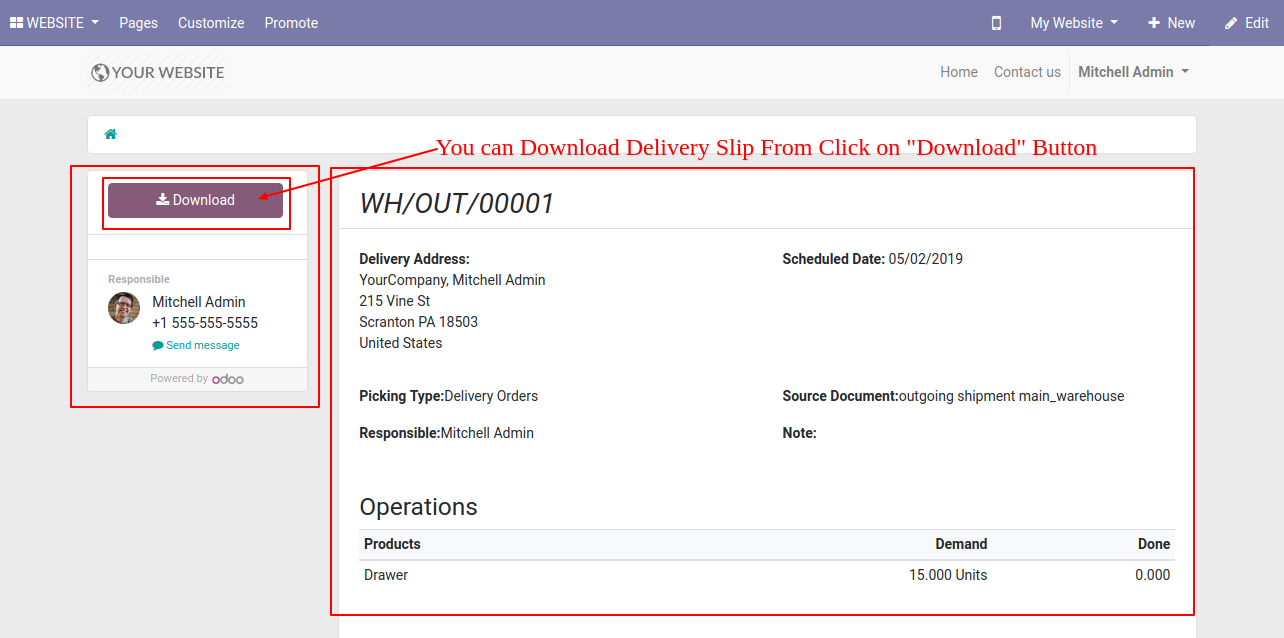 WEBSITE Pages Customize Promote My Website New Edit
YOUR WEBSITE Home Contact us Mitchell Admin
You can Download Delivery Slip From Click on "Download" Button
Download
Responsible
Mitchell Admin
+1 555-555-5555
Send message
Powered by odoo
WH/OUT/00001
Delivery Address: Scheduled Date: 05/02/2019
YourCompany, Mitchell Admin
215 Vine St
Scranton PA 18503
United States
Picking Type:Delivery Orders Source Document:outgoing shipment main_warehouse
Responsible:Mitchell Admin Note:
Operations
Products Demand Done
Drawer 15.000 Units 0.000